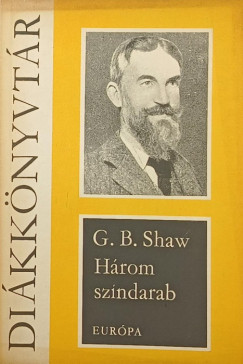 DIÁKKÖNYVTÁR
G. B. Shaw
Három
színdarab
EURÓPA